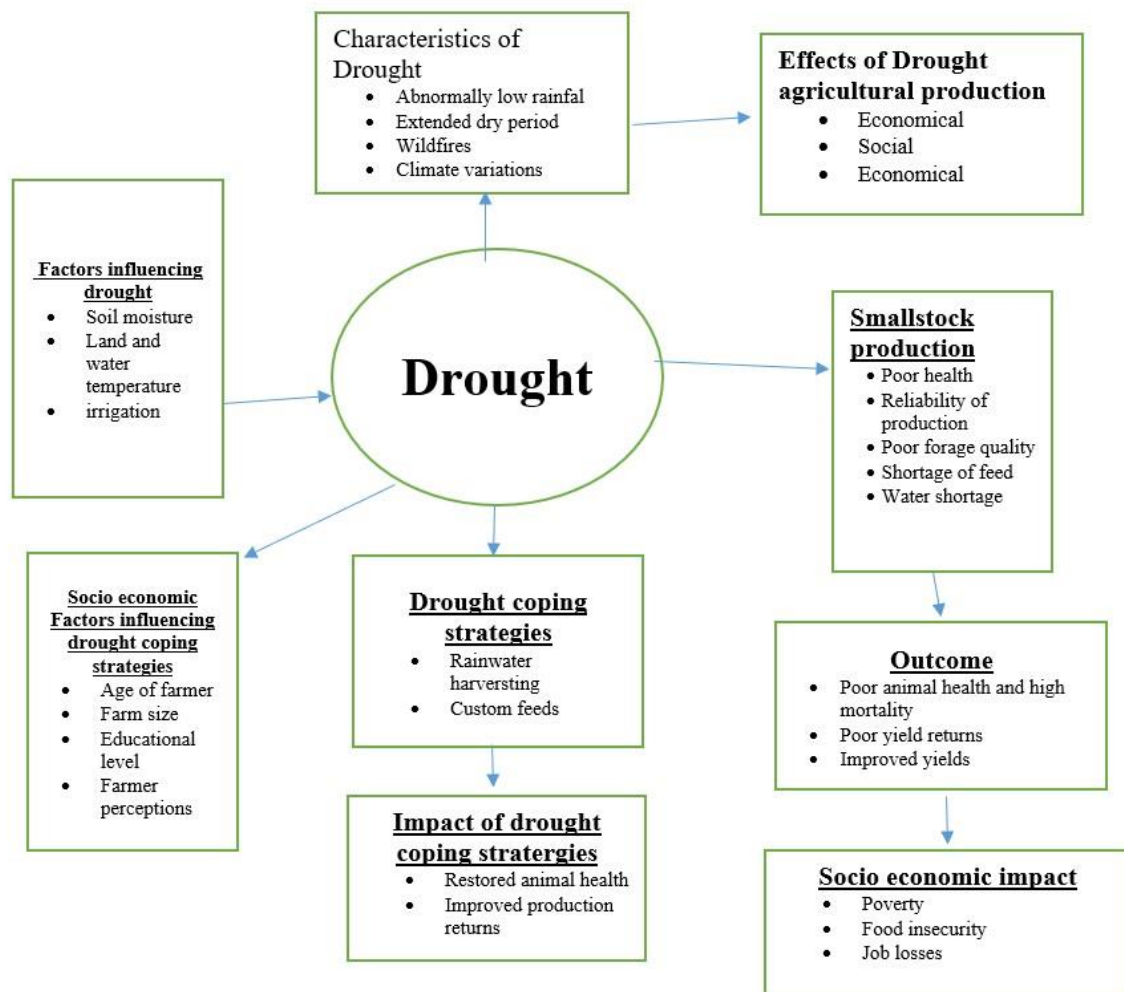 Characteristics of
Drought
• Abnormally low rainfal
• Extended dry period
• Wildfires
• Climate variations
Effects of Drought
agricultural production
• Economical
• Social
• Economical
Factors influencing
drought
• Soil moisture
• Land and
water
temperature
• irrigation
Drought
Smallstock
production
• Poor health
• Reliability of
production
• Poor forage quality
• Shortage of feed
• Water shortage
Socio economic
Factors influencing
drought coping
strategies
• Age of farmer
• Farm size
• Educational
level
• Farmer
perceptions
Drought coping
strategies
• Rainwater
harversting
• Custom feeds
Outcome
• Poor animal health and high
mortality
• Poor yield returns
• Improved yields
Impact of drought
coping stratergies
• Restored animal health
• Improved production
returns
Socio economic impact
• Poverty
• Food insecurity
• Job losses